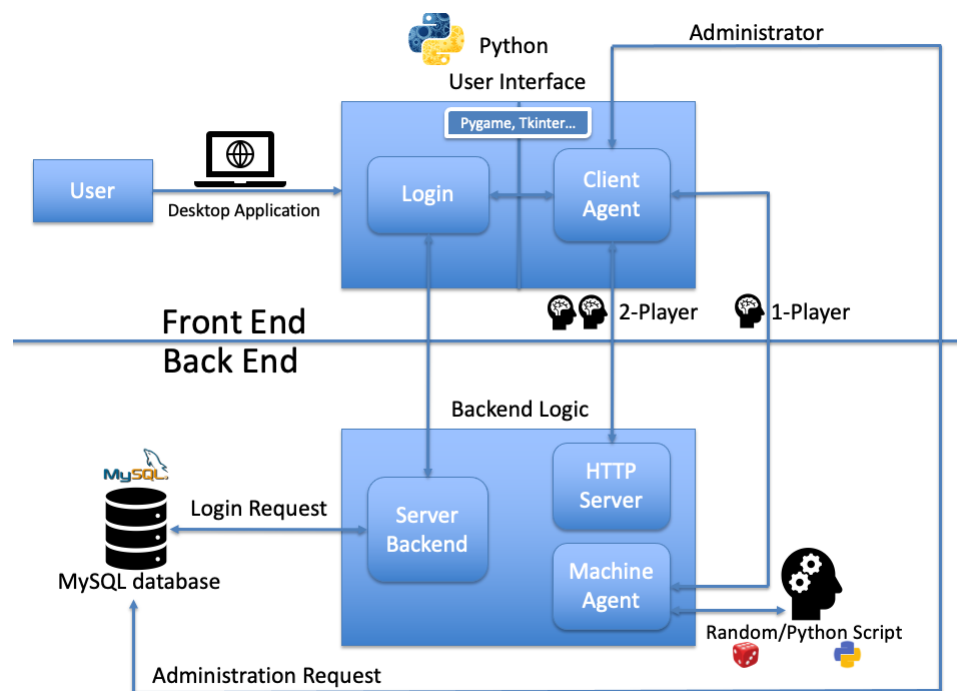 Python
Administrator
User Interface
Pygame, Tkinter...
User
Desktop Application
Login
Client
Agent
2-Player
1-Player
Front End
Back End
Backend Logic
MySQL
HTTP
Server
Login Request
Server
Backend
MySQL database
Machine
Agent
Random/Python Script
Administration Request